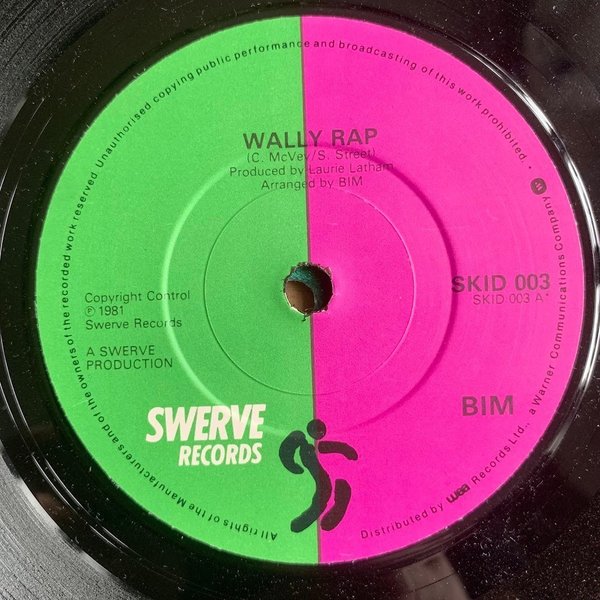 All rights of the Manufacturers and of the owners of the recorded work reserved. Unauthorised copying public performance and broadcasting of this work prohibited.
WALLY RAP
(C. McVey/S. Street)
Produced by Laurie Latham
Arranged by BIM
SKID 003
SKID 003 A*
Copyright Control
℗ 1981
Swerve Records
A SWERVE
PRODUCTION
BIM
SWERVE
RECORDS
Distributed by wea Records Ltd., a Warner Communications Company